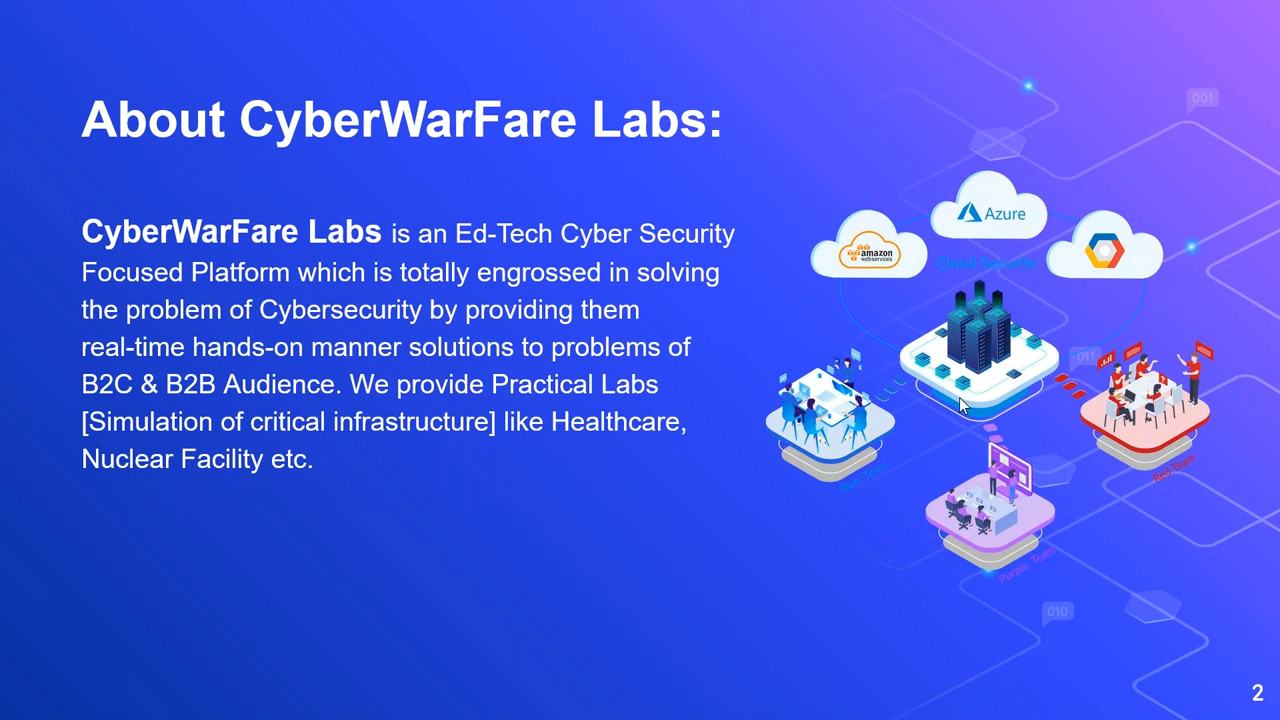 About CyberWarFare Labs:
CyberWarFare Labs is an Ed-Tech Cyber Security
Focused Platform which is totally engrossed in solving
the problem of Cybersecurity by providing them
real-time hands-on manner solutions to problems of
B2C & B2B Audience. We provide Practical Labs
[Simulation of critical infrastructure] like Healthcare,
Nuclear Facility etc.
001
Azure
amazon
webservices
Cloud Security
011
Blue Team
Red Team
Purple Team
010
2